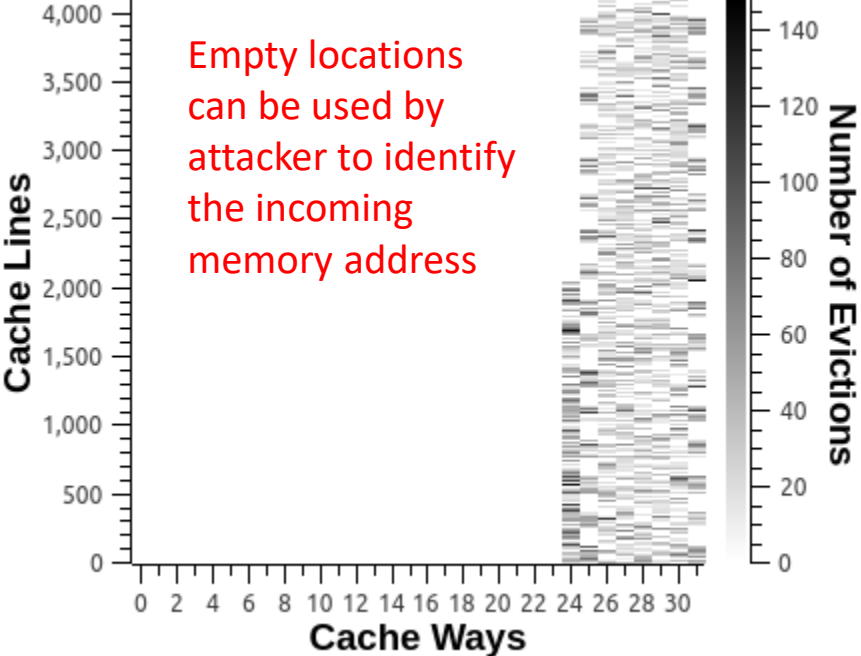 4,000
3,500
3,000
2,500
2,000
1,500
1,000
500
0
Cache Lines
Empty locations
can be used by
attacker to identify
the incoming
memory address
0 2 4 6 8 10 12 14 16 18 20 22 24 26 28 30
Cache Ways
140
120
100
80
60
40
20
0
Number of Evictions